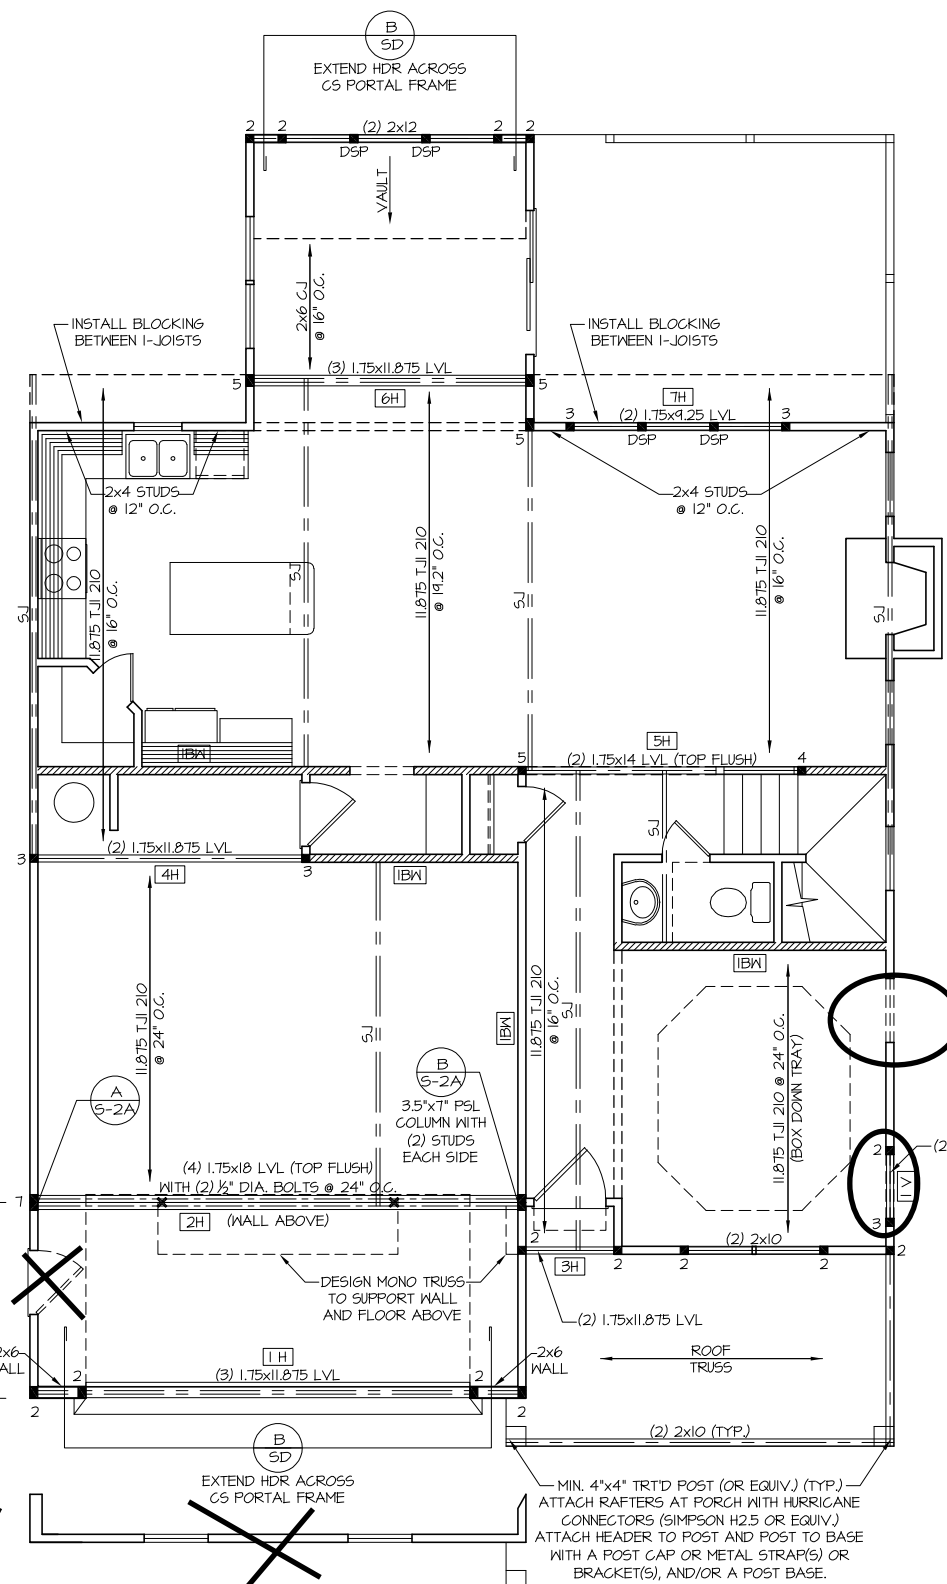 B
SD
EXTEND HDR ACROSS
CS PORTAL FRAME
2 2 (2) 2x12 2 2
DSP DSP
VAULT
2x6 CJ
@ 16" O.C.
INSTALL BLOCKING
BETWEEN I-JOISTS
INSTALL BLOCKING
BETWEEN I-JOISTS
(3) 1.75x11.875 LVL
5 5
6H
7H
3 (2) 1.75x9.25 LVL 3
5 DSP DSP
2x4 STUDS
@ 12" O.C.
2x4 STUDS
@ 12" O.C.
11.875 TJI 210
@ 16" O.C.
11.875 TJI 210
@ 19.2" O.C.
11.875 TJI 210
@ 16" O.C.
SJ
SJ
SJ
SJ
IBW
5H
5 (2) 1.75x14 LVL (TOP FLUSH) 4
SJ
(2) 1.75x11.875 LVL
3 3
4H
IBW
IBW
11.875 TJI 210
@ 24" O.C.
SJ
IBW
11.875 TJI 210
@ 16" O.C.
SJ
11.875 TJI 210 @ 24" O.C.
(BOX DOWN TRAY)
A
S-2A
B
S-2A
3.5"x7" PSL
COLUMN WITH
(2) STUDS
EACH SIDE
(4) 1.75x18 LVL (TOP FLUSH)
WITH (2) ½" DIA. BOLTS @ 24" O.C.
7
2H (WALL ABOVE)
2
(2
1V
3
2
(2) 2x10
3H
2 2 2 2
DESIGN MONO TRUSS
TO SUPPORT WALL
AND FLOOR ABOVE
(2) 1.75x11.875 LVL
ROOF
TRUSS
1H
(3) 1.75x11.875 LVL
2x6
WALL
2x6
WALL
2 2
2 2
(2) 2x10 (TYP.)
B
SD
EXTEND HDR ACROSS
CS PORTAL FRAME
MIN. 4"x4" TRT'D POST (OR EQUIV.) (TYP.)
ATTACH RAFTERS AT PORCH WITH HURRICANE
CONNECTORS (SIMPSON H2.5 OR EQUIV.)
ATTACH HEADER TO POST AND POST TO BASE
WITH A POST CAP OR METAL STRAP(S) OR
BRACKET(S), AND/OR A POST BASE.